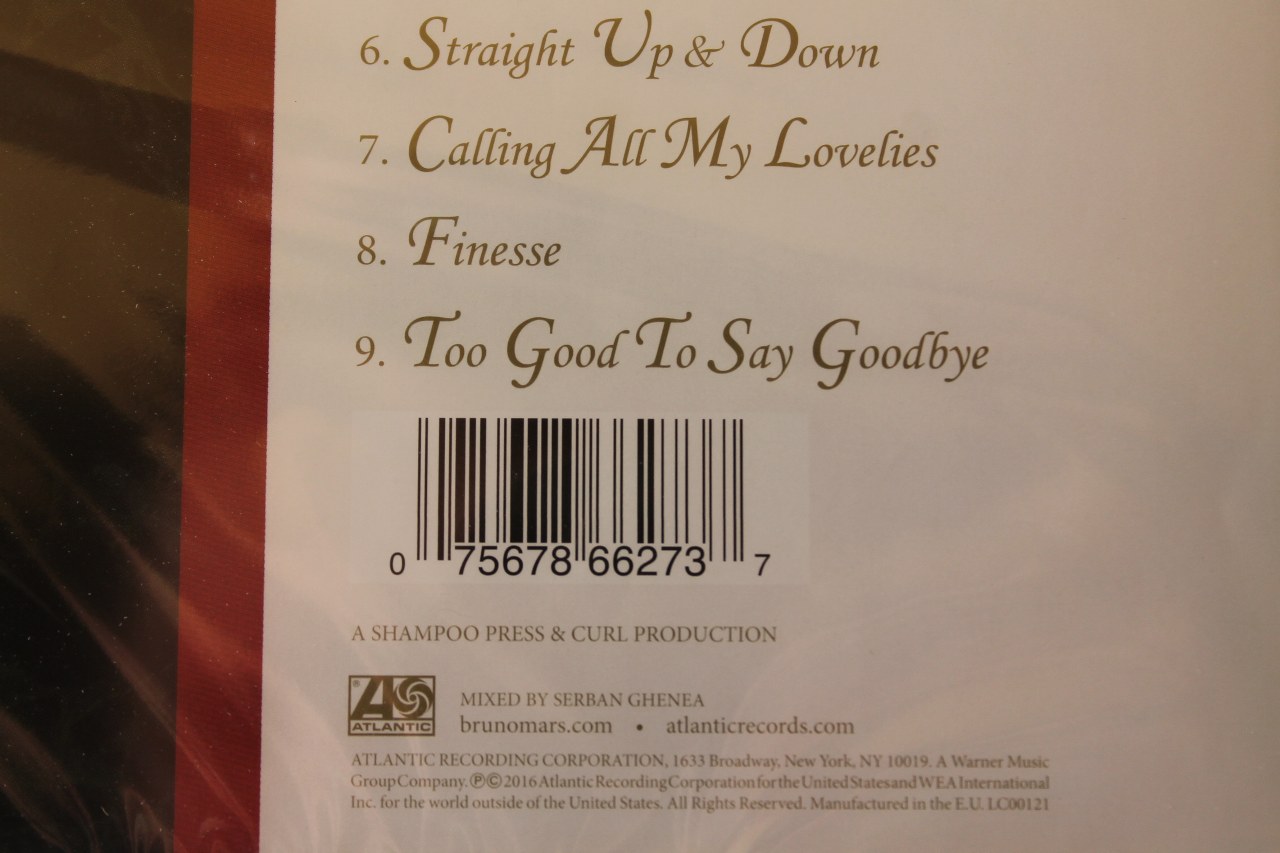 6. Straight Up & Down
7. Calling All My Lovelies
8. Finesse
9. Too Good To Say Goodbye
0 75678 66273 7
A SHAMPOO PRESS & CURL PRODUCTION
ATLANTIC
MIXED BY SERBAN GHENEA
brunomars.com • atlanticrecords.com
ATLANTIC RECORDING CORPORATION, 1633 Broadway, New York, NY 10019. A Warner Music
Group Company. ℗©2016 Atlantic Recording Corporation for the United States and WEA International
Inc. for the world outside of the United States. All Rights Reserved. Manufactured in the E.U. LC00121